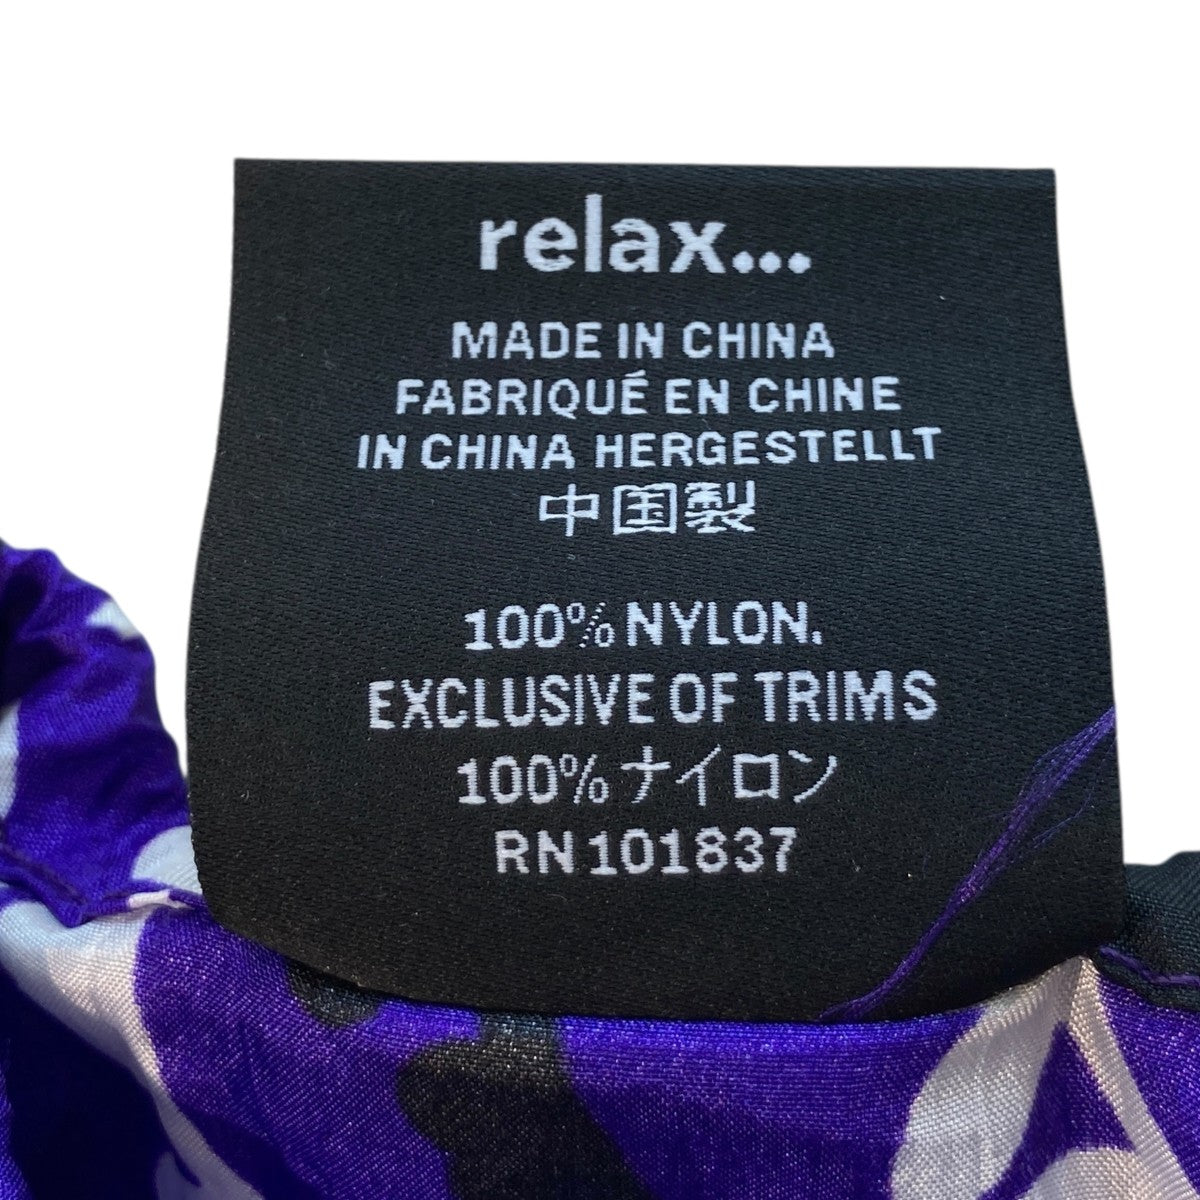 relax...
MADE IN CHINA
FABRIQUÉ EN CHINE
IN CHINA HERGESTELLT
中国製
100% NYLON.
EXCLUSIVE OF TRIMS
100% ナイロン
RN 101837